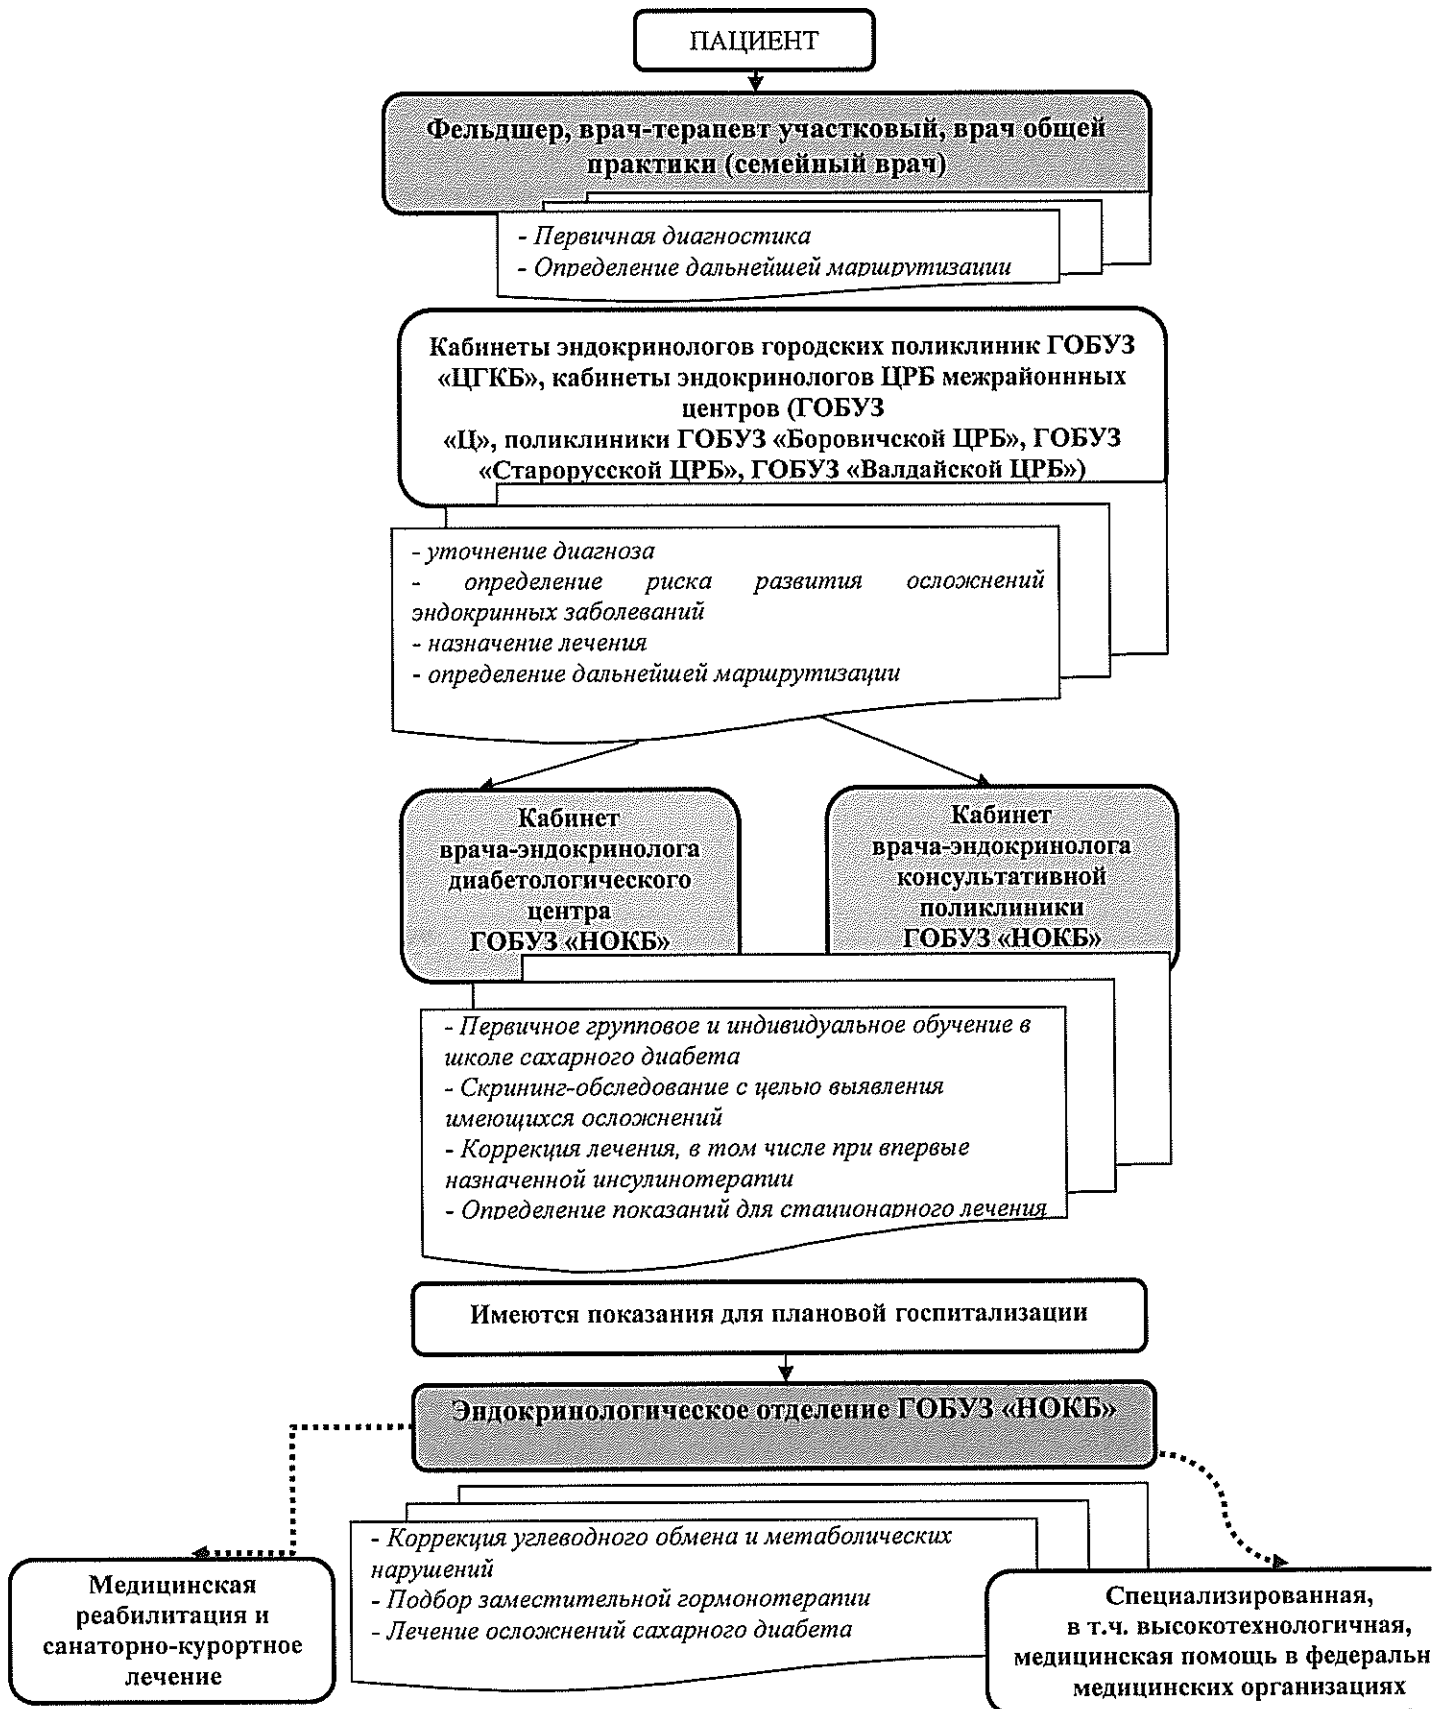 ПАЦИЕНТ
Фельдшер, врач-терапевт участковый, врач общей
практики (семейный врач)
- Первичная диагностика
- Определение дальнейшей маршрутизации
Кабинеты эндокринологов городских поликлиник ГОБУЗ
«ЦГКБ», кабинеты эндокринологов ЦРБ межрайоннных
центров (ГОБУЗ
«Ц», поликлиники ГОБУЗ «Боровичской ЦРБ», ГОБУЗ
«Старорусской ЦРБ», ГОБУЗ «Валдайской ЦРБ»)
- уточнение диагноза
- определение риска развития осложнений
эндокринных заболеваний
- назначение лечения
- определение дальнейшей маршрутизации
Кабинет
врача-эндокринолога
диабетологического
центра
ГОБУЗ «НОКБ»
Кабинет
врача-эндокринолога
консультативной
поликлиники
ГОБУЗ «НОКБ»
- Первичное групповое и индивидуальное обучение в
школе сахарного диабета
- Скрининг-обследование с целью выявления
имеющихся осложнений
- Коррекция лечения, в том числе при впервые
назначенной инсулинотерапии
- Определение показаний для стационарного лечения
Имеются показания для плановой госпитализации
Эндокринологическое отделение ГОБУЗ «НОКБ»
- Коррекция углеводного обмена и метаболических
нарушений
- Подбор заместительной гормонотерапии
- Лечение осложнений сахарного диабета
Медицинская
реабилитация и
санаторно-курортное
лечение
Специализированная,
в т.ч. высокотехнологичная,
медицинская помощь в федеральн
медицинских организациях